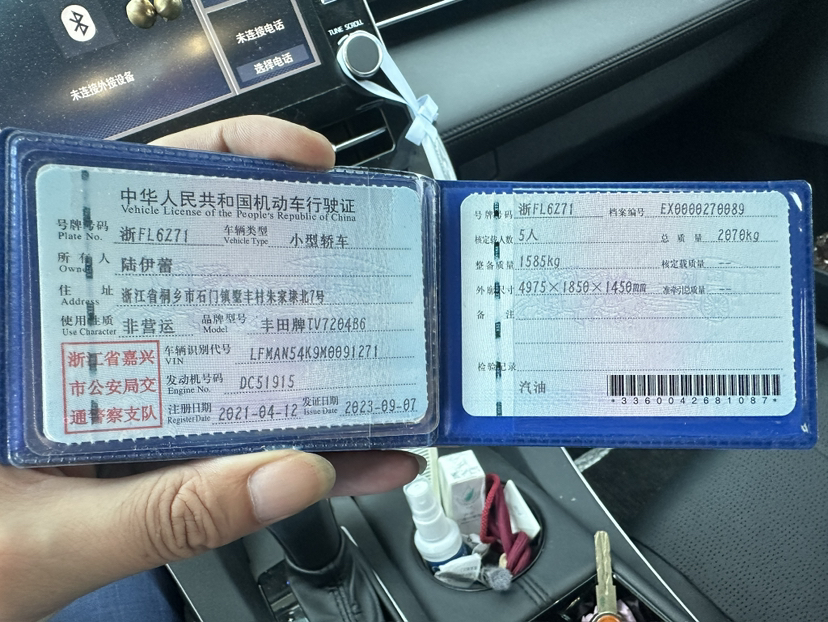 TUNE SCROLL
未连接电话
选择电话
未连接外接设备
中华人民共和国机动车行驶证
Vehicle License of the People's Republic of China
号牌号码 浙FL6Z71 车辆类型 小型轿车
Plate No. Vehicle Type
所有人 陆伊蕾
Owner
住址 浙江省桐乡市石门镇墅丰村朱家埭北7号
Address
使用性质 非营运 品牌型号 丰田牌TV7204B6
Use Character Model
浙江省嘉兴
市公安局交
通警察支队
车辆识别代号 LFMAN54K9M0091271
VIN
发动机号码 DC51915
Engine No.
注册日期 2021-04-12 发证日期 2023-09-07
Register Date Issue Date
号牌号码 浙FL6Z71 档案编号 EX0000270089
核定载人数 5人 总质量 2070kg
整备质量 1585kg 核定载质量 --
外廓尺寸 4975×1850×1450mm 准牵引总质量 --
备注
检验记录
汽油
*3360042681087*